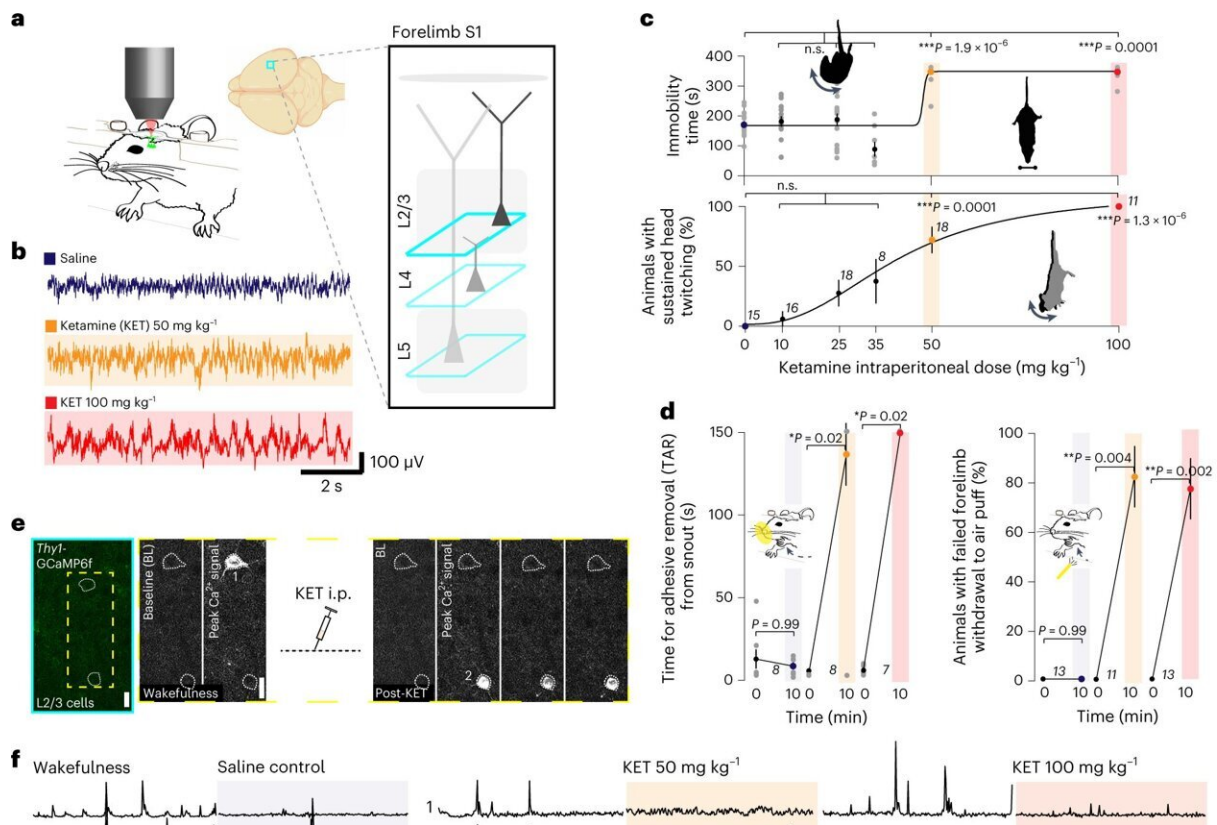 a
Forelimb S1
L2/3
L4
L5
b
Saline
Ketamine (KET) 50 mg kg⁻¹
KET 100 mg kg⁻¹
100 µV
2 s
c
n.s.
***P = 1.9 × 10⁻⁶
***P = 0.0001
400
300
200
100
0
Immobility
time (s)
n.s.
***P = 0.0001
11
***P = 1.3 × 10⁻⁶
100
50
0
Animals with
sustained head
twitching (%)
15
16
18
8
18
0
10
25
35
50
100
Ketamine intraperitoneal dose (mg kg⁻¹)
d
*P = 0.02
*P = 0.02
150
100
50
0
Time for adhesive removal (TAR)
from snout (s)
P = 0.99
8
8
7
0 10 0 10 0 10
Time (min)
**P = 0.004
**P = 0.002
100
80
60
40
20
0
Animals with failed forelimb
withdrawal to air puff (%)
P = 0.99
13
11
13
0 10 0 10 0 10
Time (min)
e
Thy1-
GCaMP6f
L2/3 cells
Baseline (BL)
Peak Ca²⁺ signal
1
Wakefulness
KET i.p.
BL
Peak Ca²⁺ signal
2
Post-KET
f
Wakefulness
Saline control
KET 50 mg kg⁻¹
KET 100 mg kg⁻¹
1